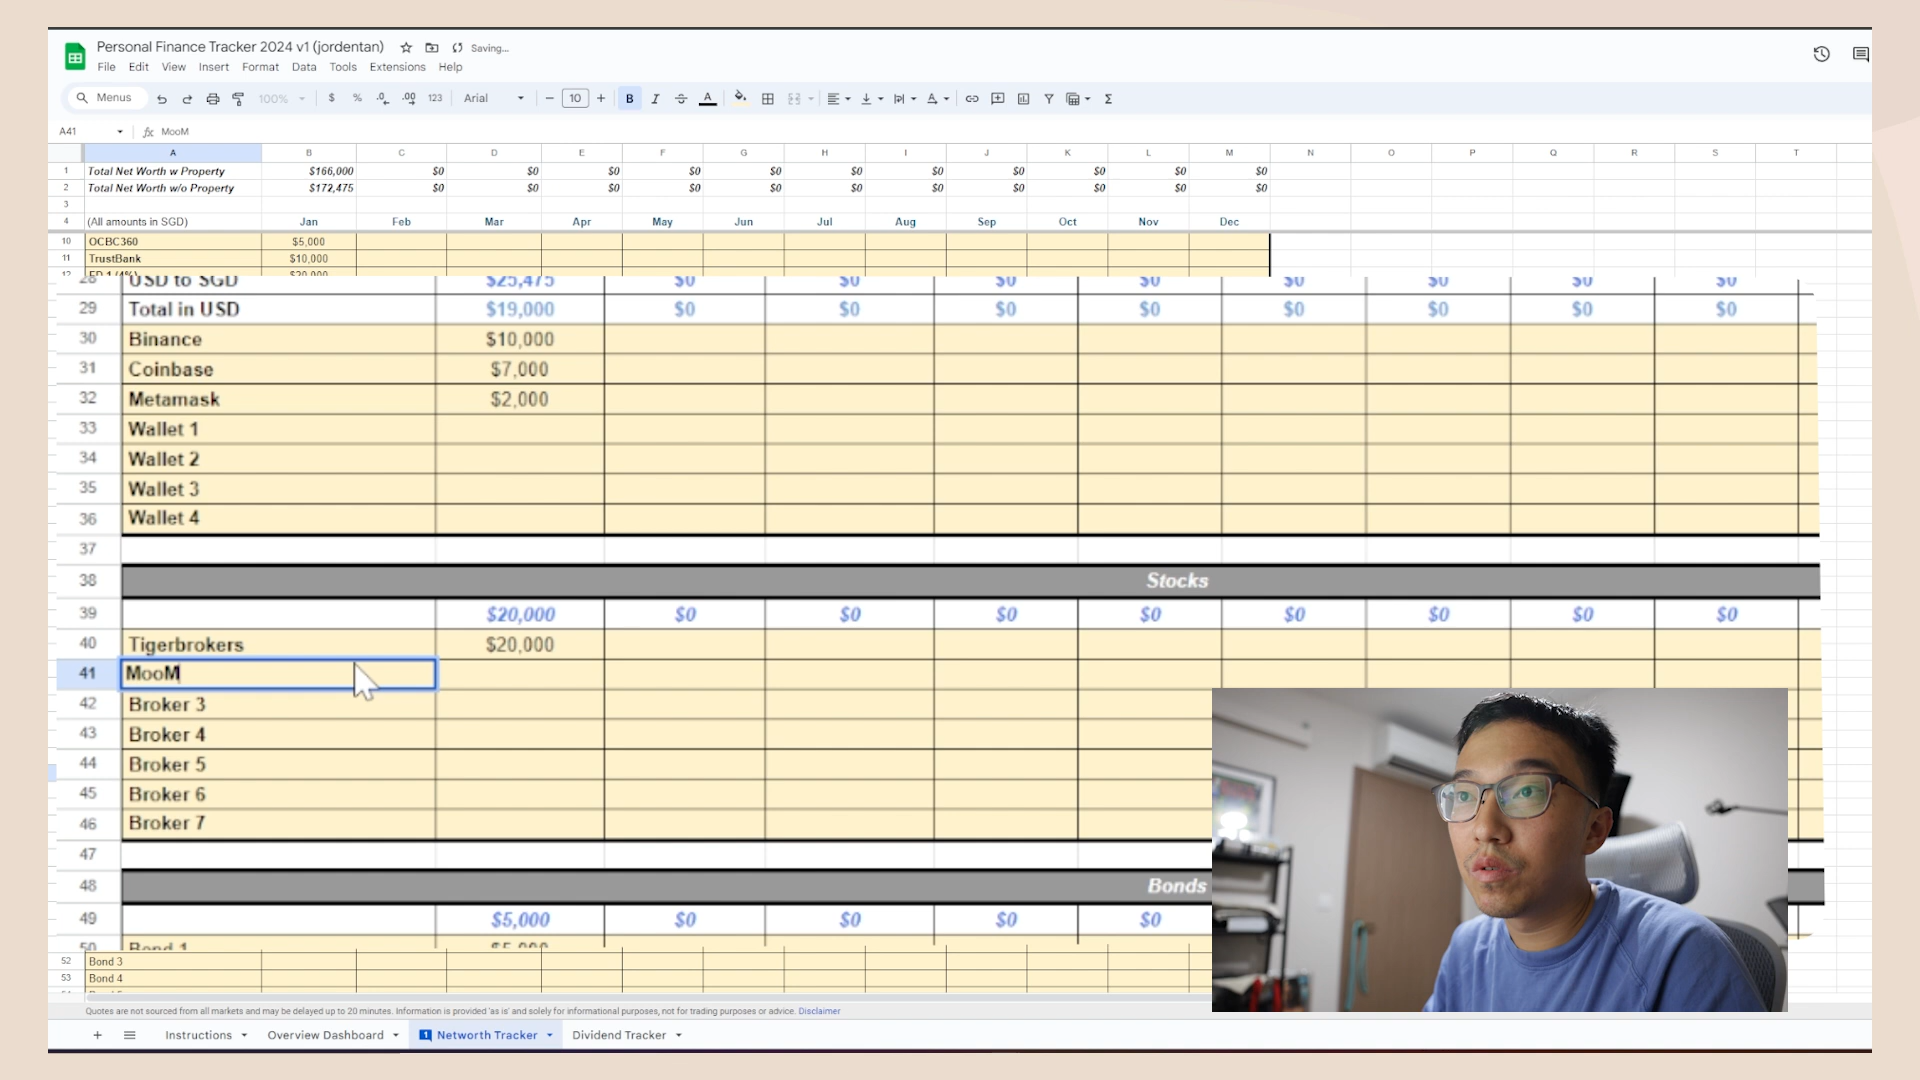 Personal Finance Tracker 2024 v1 (jordentan) Saving...
File Edit View Insert Format Data Tools Extensions Help
Menus 100% $ % .0 .00 123 Arial − 10 + B I A Σ
A41 fx MooM
A B C D E F G H I J K L M N O P Q R S T
1 Total Net Worth w Property $166,000 $0 $0 $0 $0 $0 $0 $0 $0 $0 $0 $0
2 Total Net Worth w/o Property $172,475 $0 $0 $0 $0 $0 $0 $0 $0 $0 $0 $0
3
4 (All amounts in SGD) Jan Feb Mar Apr May Jun Jul Aug Sep Oct Nov Dec
10 OCBC360 $5,000
11 TrustBank $10,000
12 FD 1 (4%) $20,000
28 USD to SGD $25,475 $0 $0 $0 $0 $0 $0 $0 $0
29 Total in USD $19,000 $0 $0 $0 $0 $0 $0 $0 $0
30 Binance $10,000
31 Coinbase $7,000
32 Metamask $2,000
33 Wallet 1
34 Wallet 2
35 Wallet 3
36 Wallet 4
37
38 Stocks
39 $20,000 $0 $0 $0 $0 $0 $0 $0 $0
40 Tigerbrokers $20,000
41 MooM
42 Broker 3
43 Broker 4
44 Broker 5
45 Broker 6
46 Broker 7
47
48 Bonds
49 $5,000 $0 $0 $0 $0
50 Bond 1 $5,000
52 Bond 3
53 Bond 4
Quotes are not sourced from all markets and may be delayed up to 20 minutes. Information is provided 'as is' and solely for informational purposes, not for trading purposes or advice. Disclaimer
+ Instructions Overview Dashboard 1 Networth Tracker Dividend Tracker